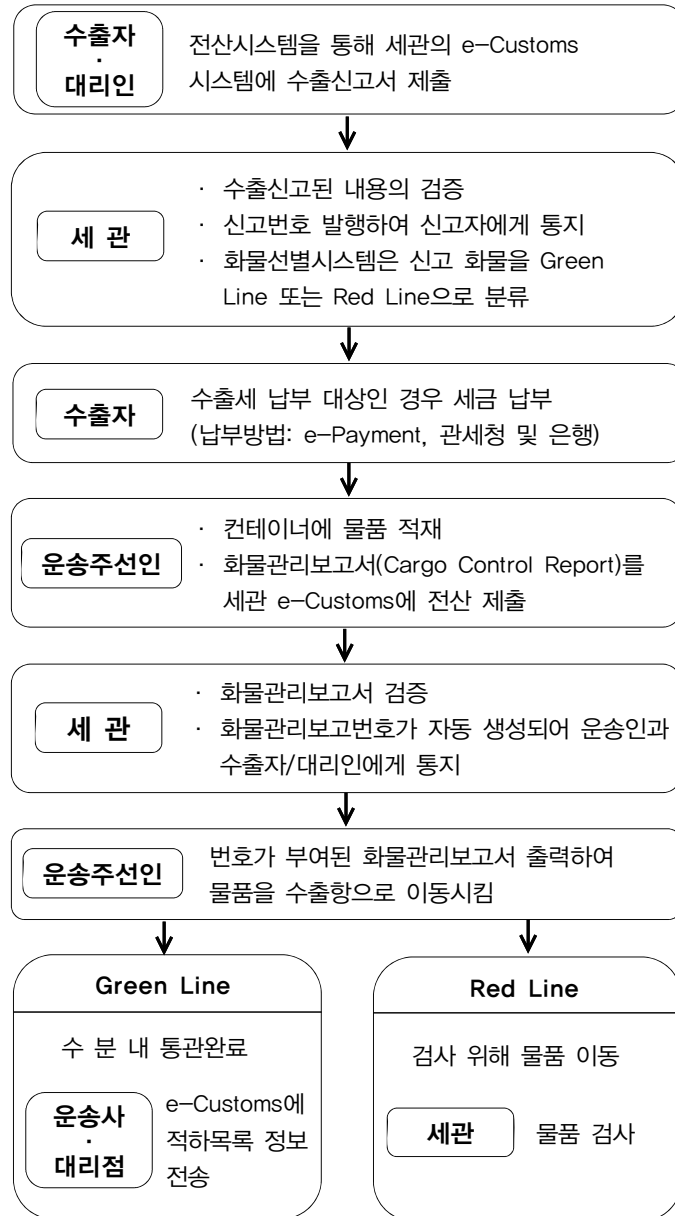 수출자
·
대리인
전산시스템을 통해 세관의 e-Customs
시스템에 수출신고서 제출
세 관
· 수출신고된 내용의 검증
· 신고번호 발행하여 신고자에게 통지
· 화물선별시스템은 신고 화물을 Green
Line 또는 Red Line으로 분류
수출자
수출세 납부 대상인 경우 세금 납부
(납부방법: e-Payment, 관세청 및 은행)
운송주선인
· 컨테이너에 물품 적재
· 화물관리보고서(Cargo Control Report)를
세관 e-Customs에 전산 제출
세 관
· 화물관리보고서 검증
· 화물관리보고번호가 자동 생성되어 운송인과
수출자/대리인에게 통지
운송주선인
번호가 부여된 화물관리보고서 출력하여
물품을 수출항으로 이동시킴
Green Line
수 분 내 통관완료
운송사
·
대리점
e-Customs에
적하목록 정보
전송
Red Line
검사 위해 물품 이동
세관
물품 검사